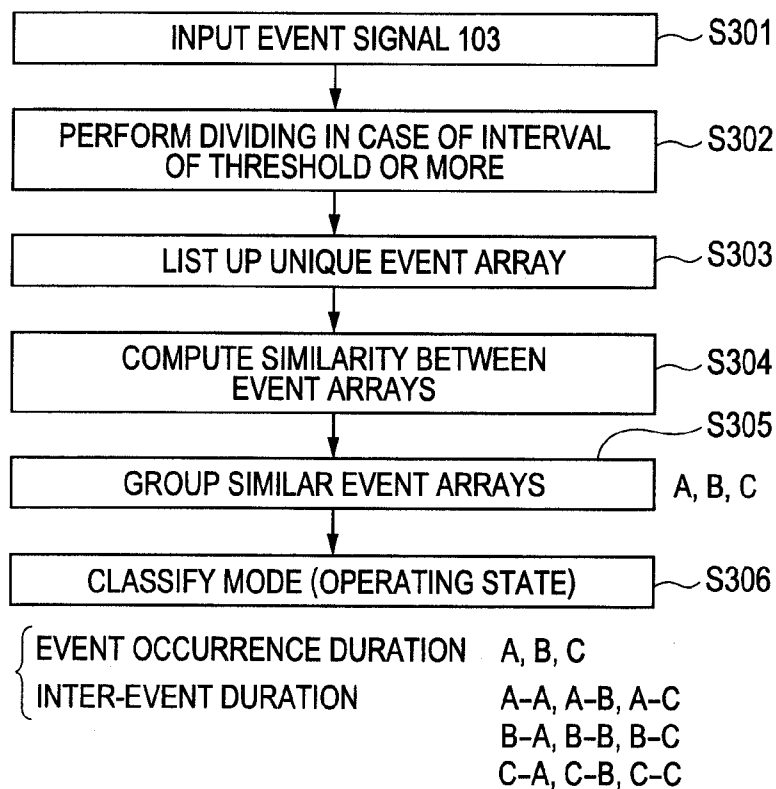 INPUT EVENT SIGNAL 103
S301
PERFORM DIVIDING IN CASE OF INTERVAL
OF THRESHOLD OR MORE
S302
LIST UP UNIQUE EVENT ARRAY
S303
COMPUTE SIMILARITY BETWEEN
EVENT ARRAYS
S304
S305
GROUP SIMILAR EVENT ARRAYS
A, B, C
CLASSIFY MODE (OPERATING STATE)
S306
EVENT OCCURRENCE DURATION A, B, C
INTER-EVENT DURATION A-A, A-B, A-C
B-A, B-B, B-C
C-A, C-B, C-C